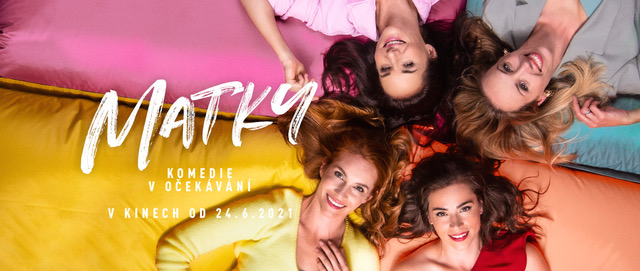 MATKY
KOMEDIE
V OČEKÁVÁNÍ
V KINECH OD 24.6.2021